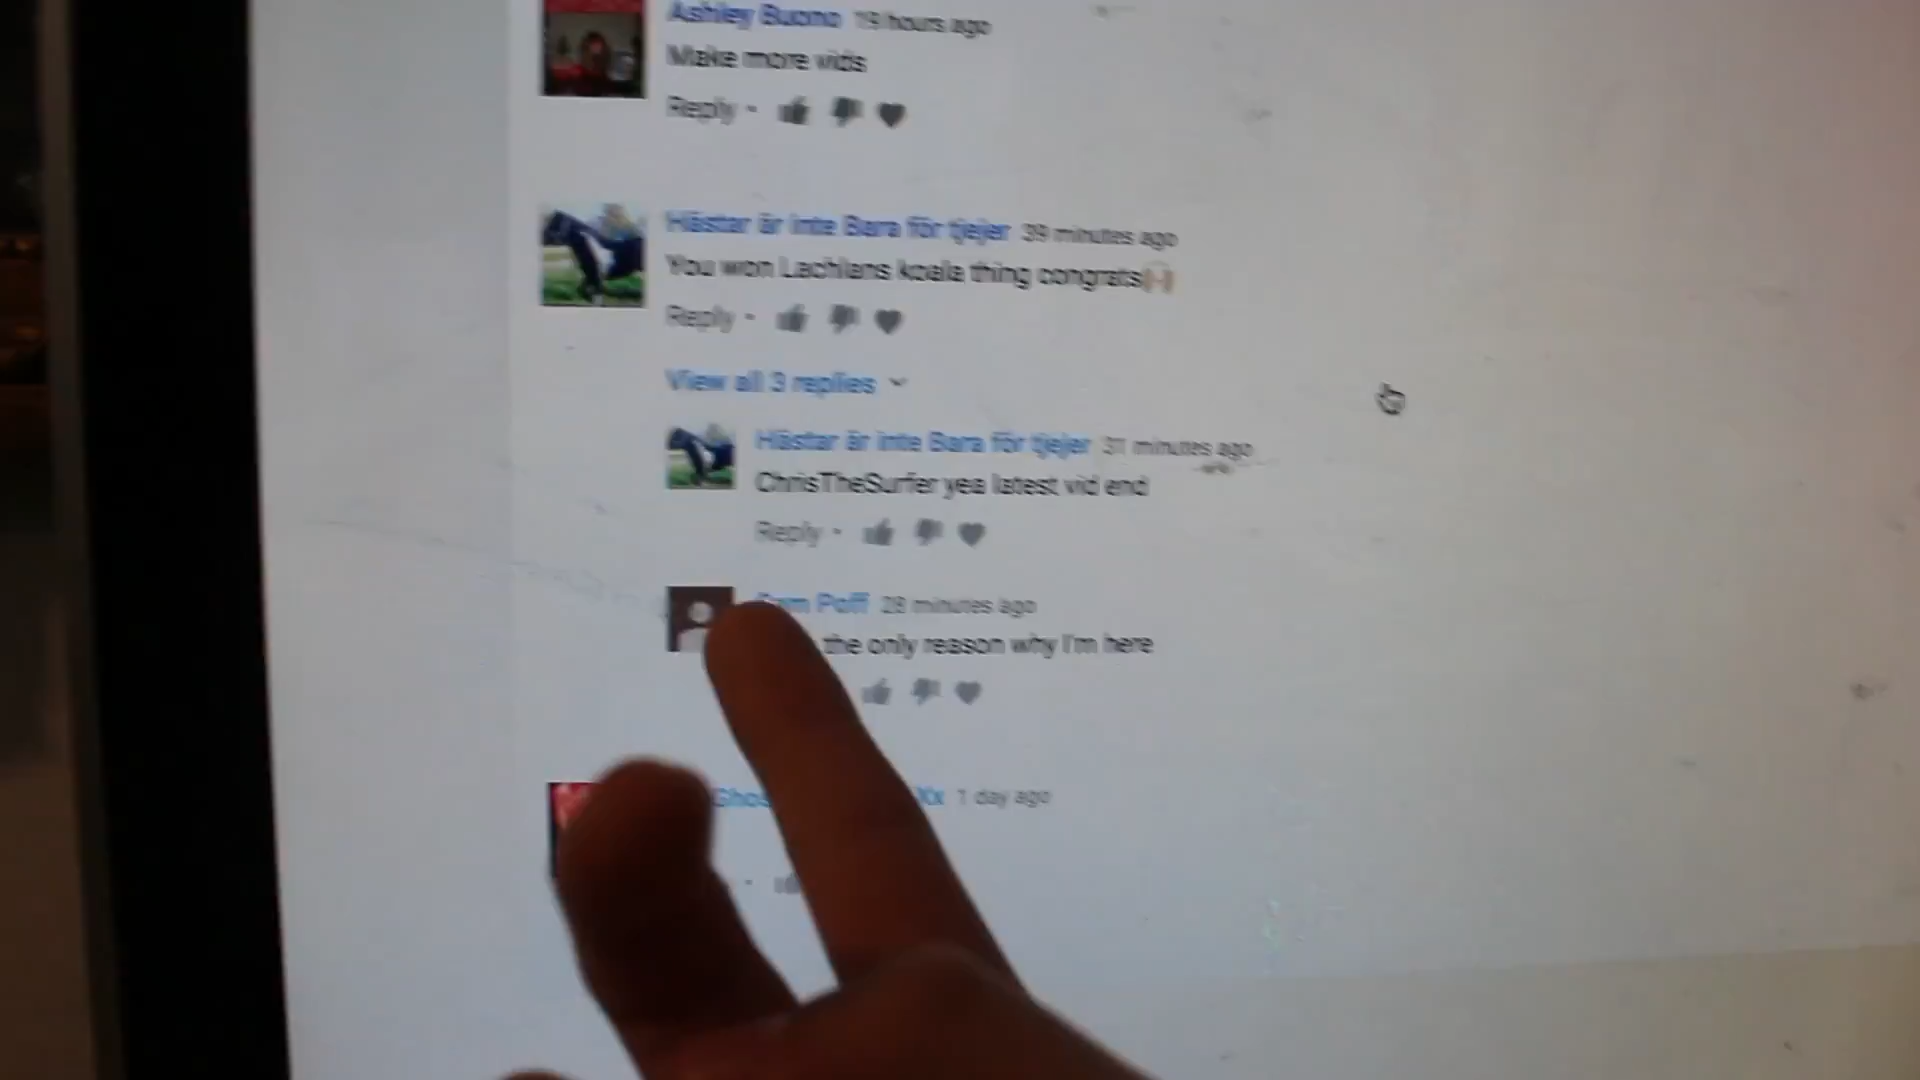 Ashley Buono 19 hours ago
Make more vids
Reply
Hästar är inte Bara för tjejer 39 minutes ago
You won Lachlans koala thing congrats
Reply
View all 3 replies
Hästar är inte Bara för tjejer 31 minutes ago
ChrisTheSurfer yea latest vid end
Reply
Poff 28 minutes ago
the only reason why I'm here
1 day ago